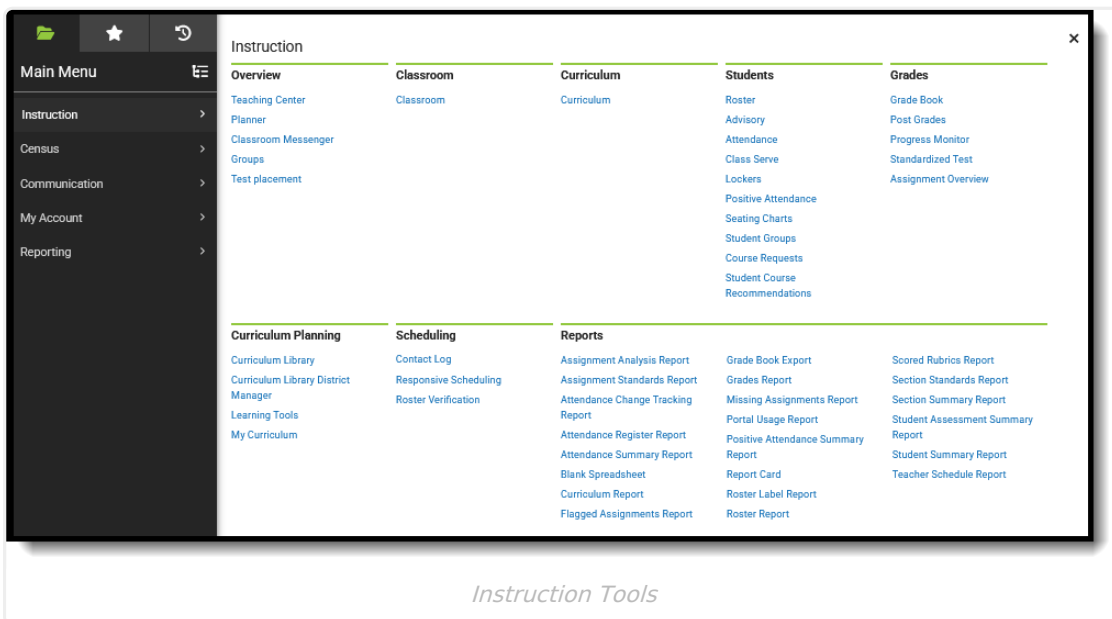 Main Menu
Instruction
Census
Communication
My Account
Reporting
Instruction
Overview
Teaching Center
Planner
Classroom Messenger
Groups
Test placement
Classroom
Classroom
Curriculum
Curriculum
Students
Roster
Advisory
Attendance
Class Serve
Lockers
Positive Attendance
Seating Charts
Student Groups
Course Requests
Student Course
Recommendations
Grades
Grade Book
Post Grades
Progress Monitor
Standardized Test
Assignment Overview
Curriculum Planning
Curriculum Library
Curriculum Library District
Manager
Learning Tools
My Curriculum
Scheduling
Contact Log
Responsive Scheduling
Roster Verification
Reports
Assignment Analysis Report
Assignment Standards Report
Attendance Change Tracking
Report
Attendance Register Report
Attendance Summary Report
Blank Spreadsheet
Curriculum Report
Flagged Assignments Report
Grade Book Export
Grades Report
Missing Assignments Report
Portal Usage Report
Positive Attendance Summary
Report
Report Card
Roster Label Report
Roster Report
Scored Rubrics Report
Section Standards Report
Section Summary Report
Student Assessment Summary
Report
Student Summary Report
Teacher Schedule Report
Instruction Tools